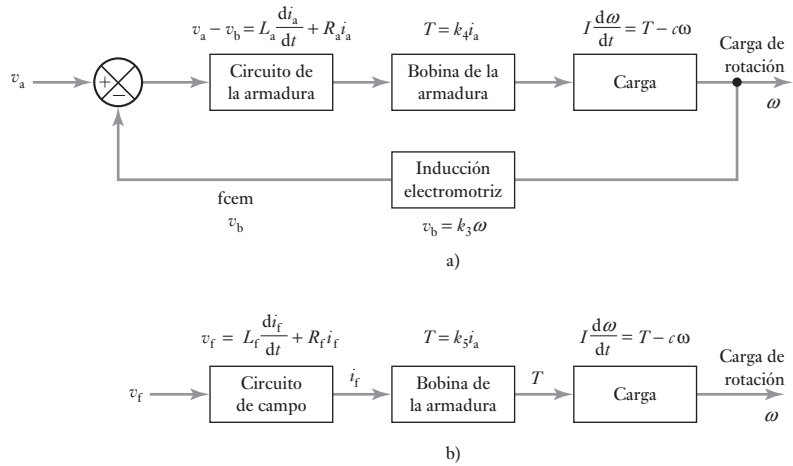 v_a – v_b = L_a di_a/dt + R_a i_a
T = k_4 i_a
I dω/dt = T – cω
Carga de
rotación
v_a
+
–
Circuito de
la armadura
Bobina de la
armadura
Carga
ω
Inducción
electromotriz
fcem
v_b
v_b = k_3 ω
a)
v_f = L_f di_f/dt + R_f i_f
T = k_5 i_a
I dω/dt = T – cω
Carga de
rotación
v_f
Circuito
de campo
i_f
Bobina de
la armadura
T
Carga
ω
b)